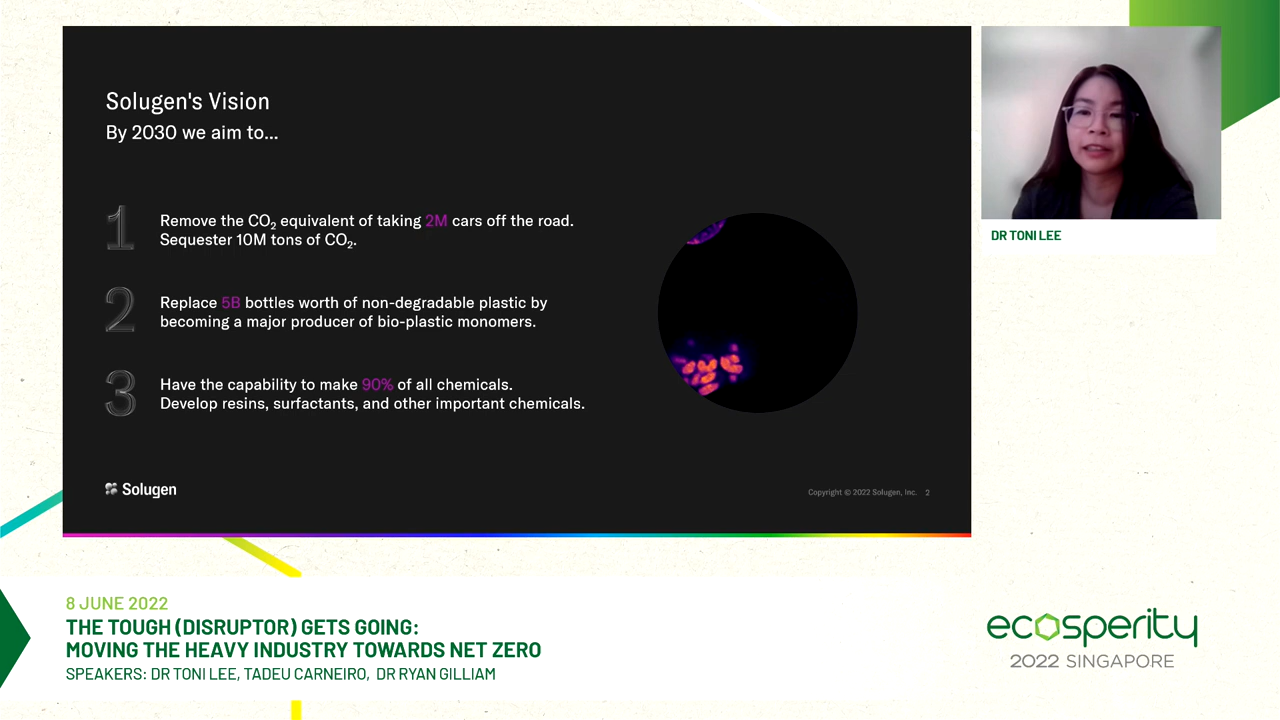 Solugen's Vision
By 2030 we aim to...
1
Remove the CO₂ equivalent of taking 2M cars off the road.
Sequester 10M tons of CO₂.
2
Replace 5B bottles worth of non-degradable plastic by
becoming a major producer of bio-plastic monomers.
3
Have the capability to make 90% of all chemicals.
Develop resins, surfactants, and other important chemicals.
Solugen
Copyright © 2022 Solugen, Inc. 2
DR TONI LEE
8 JUNE 2022
THE TOUGH (DISRUPTOR) GETS GOING:
MOVING THE HEAVY INDUSTRY TOWARDS NET ZERO
SPEAKERS: DR TONI LEE, TADEU CARNEIRO, DR RYAN GILLIAM
ecosperity
2022 SINGAPORE